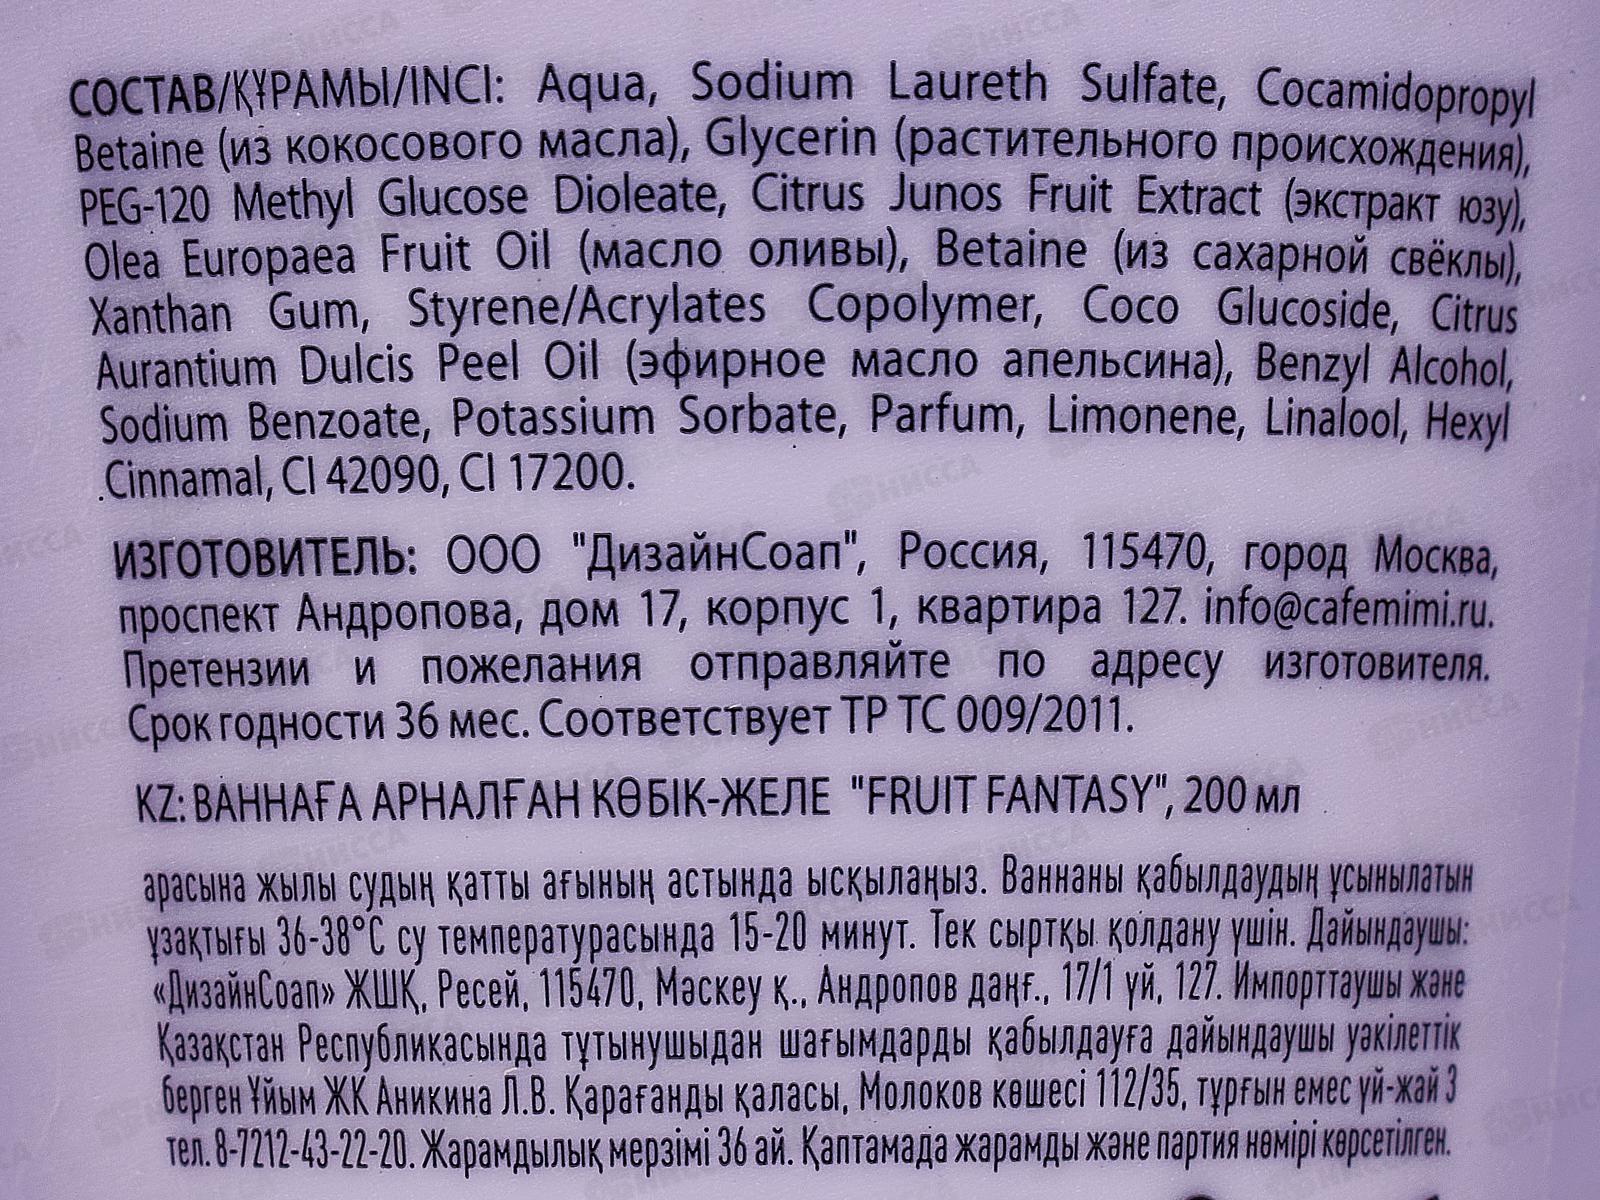 СОСТАВ/ҚҰРАМЫ/INCI: Aqua, Sodium Laureth Sulfate, Cocamidopropyl
Betaine (из кокосового масла), Glycerin (растительного происхождения),
PEG-120 Methyl Glucose Dioleate, Citrus Junos Fruit Extract (экстракт юзу),
Olea Europaea Fruit Oil (масло оливы), Betaine (из сахарной свёклы),
Xanthan Gum, Styrene/Acrylates Copolymer, Coco Glucoside, Citrus
Aurantium Dulcis Peel Oil (эфирное масло апельсина), Benzyl Alcohol,
Sodium Benzoate, Potassium Sorbate, Parfum, Limonene, Linalool, Hexyl
Cinnamal, CI 42090, CI 17200.
ИЗГОТОВИТЕЛЬ: ООО "ДизайнСоап", Россия, 115470, город Москва,
проспект Андропова, дом 17, корпус 1, квартира 127. info@cafemimi.ru.
Претензии и пожелания отправляйте по адресу изготовителя.
Срок годности 36 мес. Соответствует ТР ТС 009/2011.
KZ: ВАННАҒА АРНАЛҒАН КӨБІК-ЖЕЛЕ "FRUIT FANTASY", 200 мл
арасына жылы судың қатты ағының астында ысқылаңыз. Ваннаны қабылдаудың ұсынылатын
ұзақтығы 36-38°С су температурасында 15-20 минут. Тек сыртқы қолдану үшін. Дайындаушы:
«ДизайнСоап» ЖШҚ, Ресей, 115470, Мәскеу қ., Андропов даңғ., 17/1 үй, 127. Импорттаушы және
Қазақстан Республикасында тұтынушыдан шағымдарды қабылдауға дайындаушы уәкілеттік
берген Ұйым ЖК Аникина Л.В. Қарағанды қаласы, Молоков көшесі 112/35, тұрғын емес үй-жай 3
тел. 8-7212-43-22-20. Жарамдылық мерзімі 36 ай. Қаптамада жарамды және партия нөмірі көрсетілген.